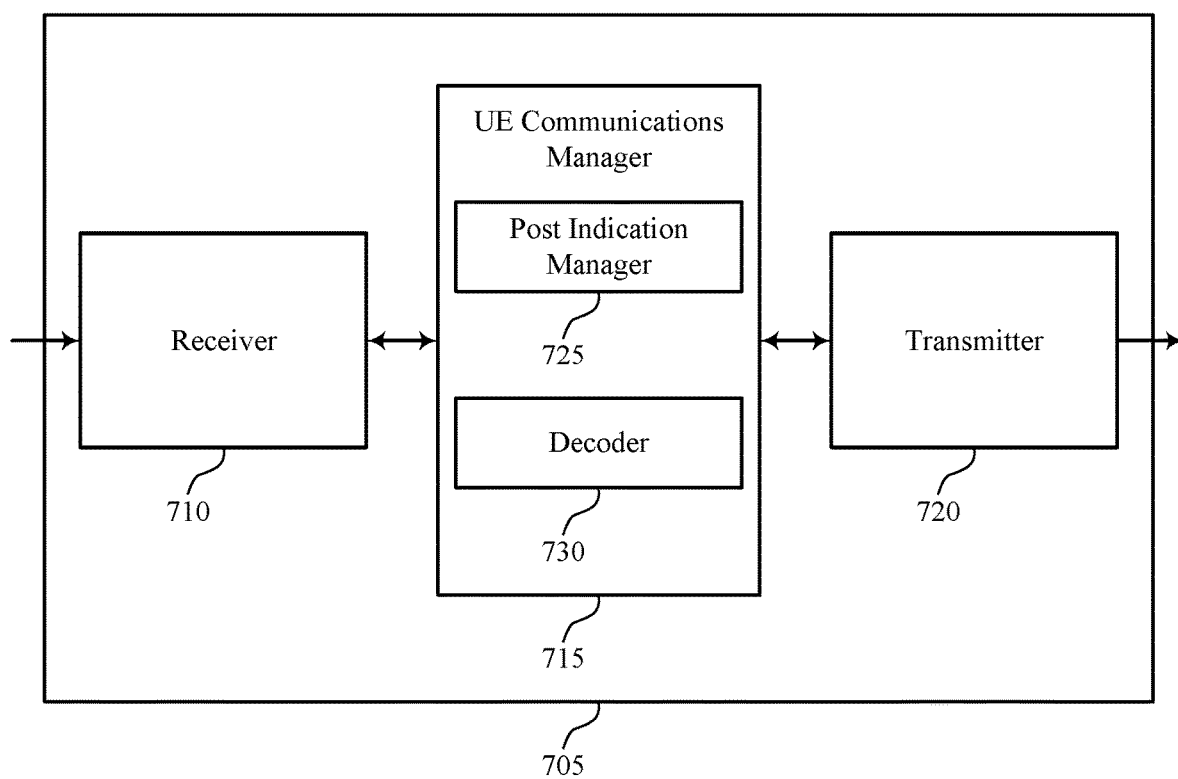 UE Communications
Manager
Post Indication
Manager
725
Receiver
710
Decoder
730
715
Transmitter
720
705